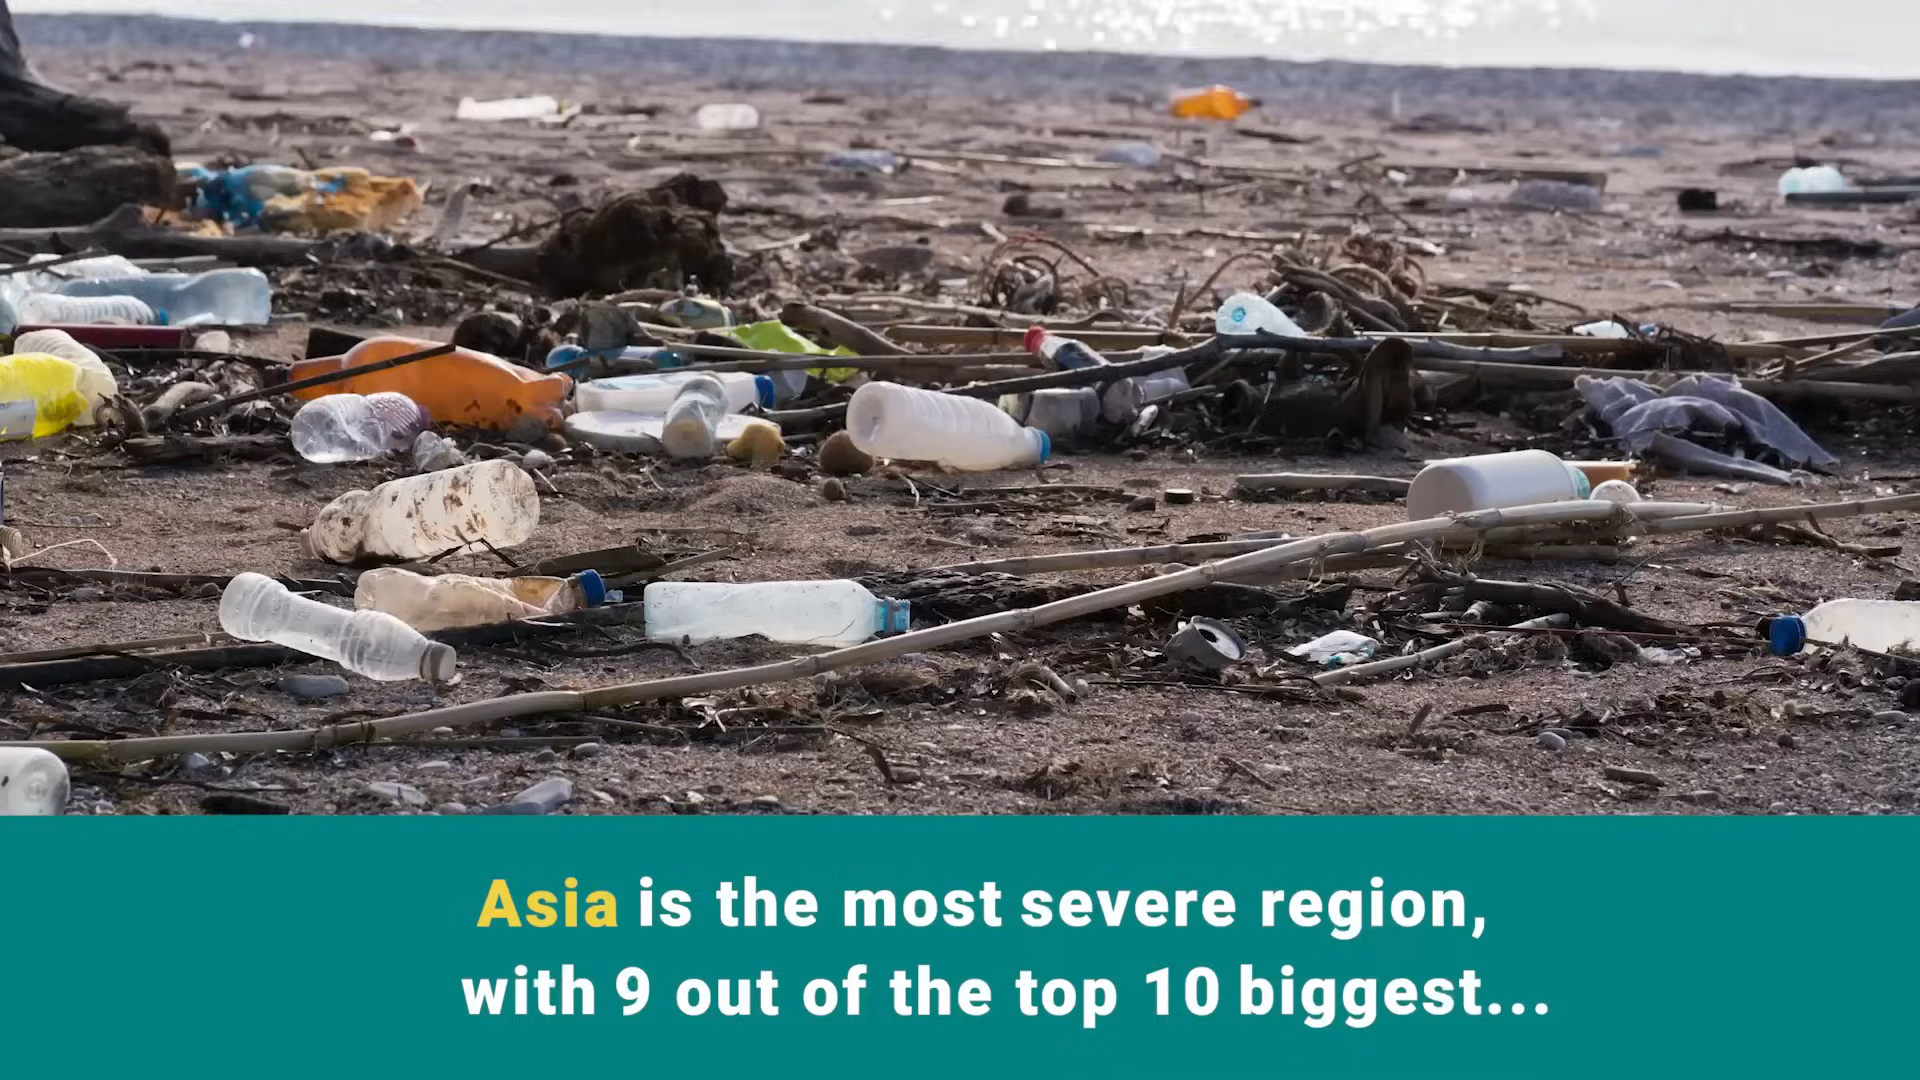 Asia is the most severe region,
with 9 out of the top 10 biggest...